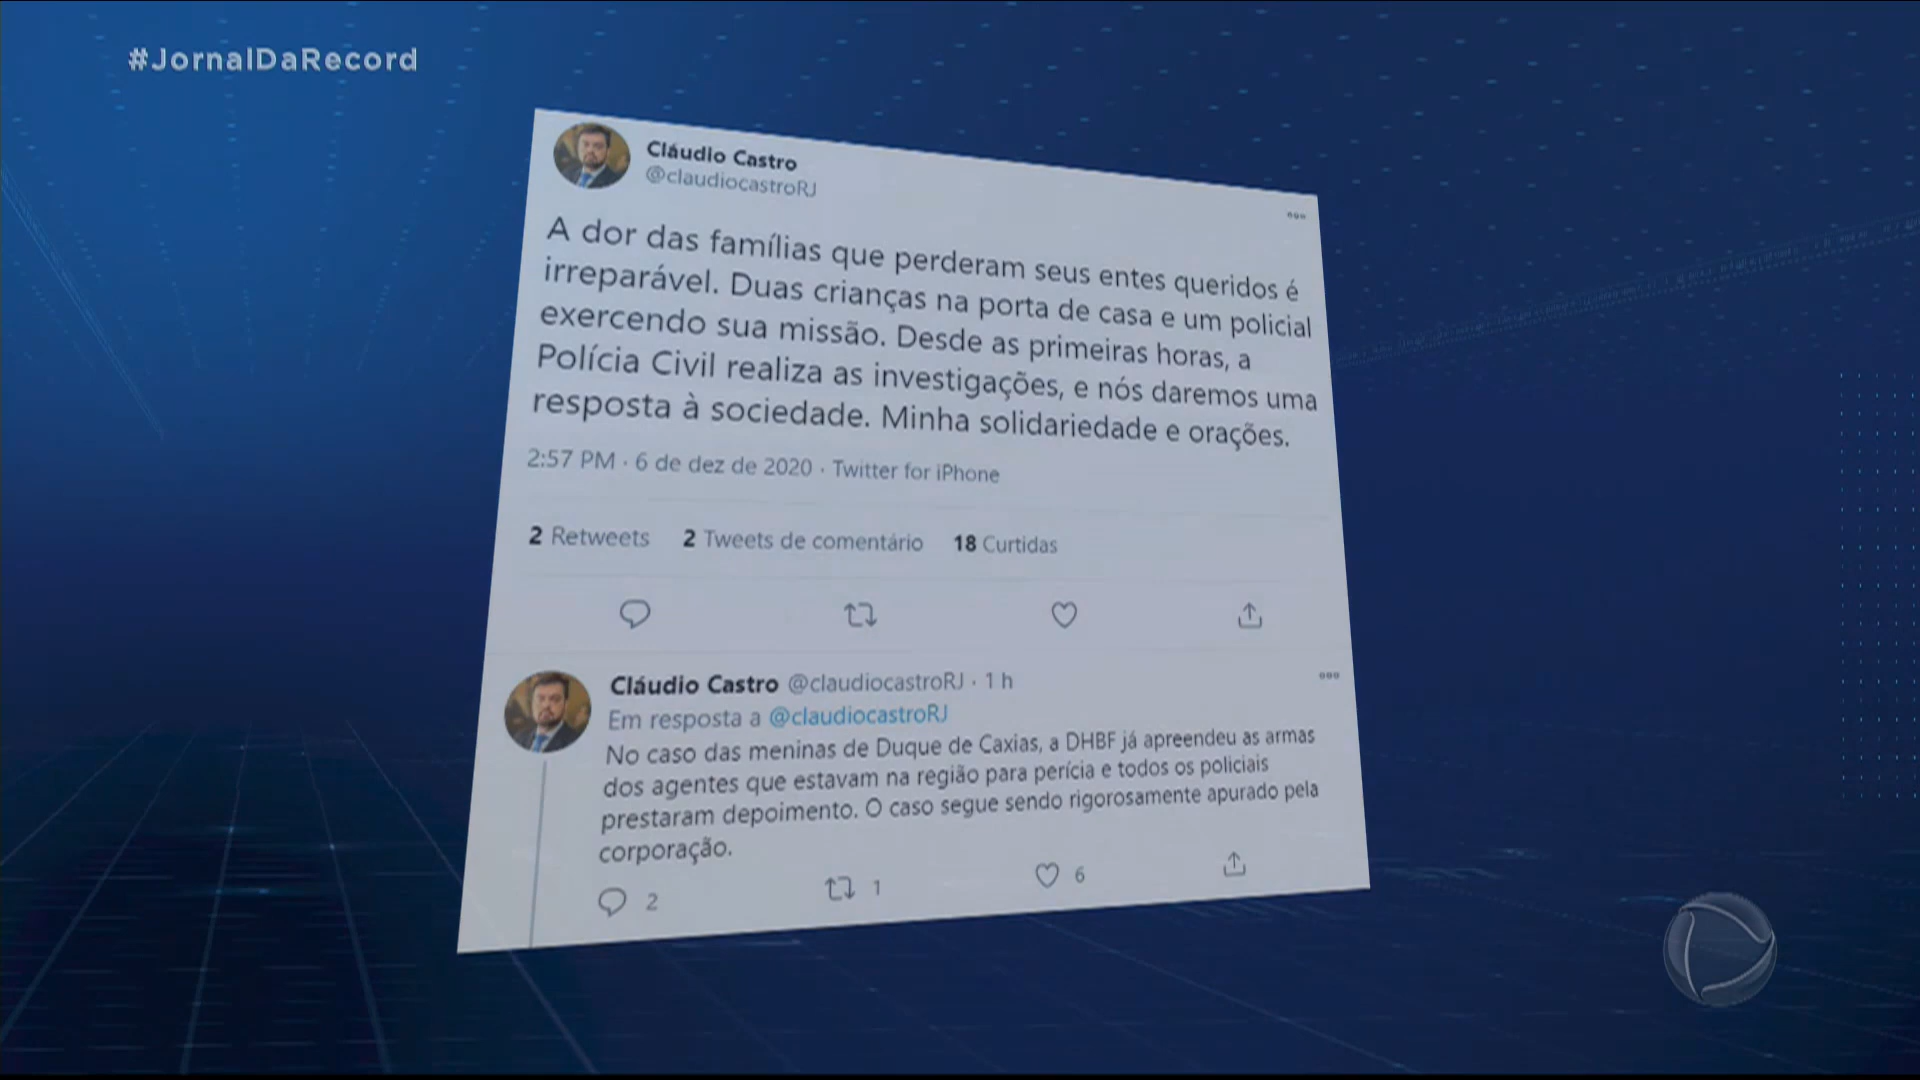 #JornalDaRecord
Cláudio Castro
@claudiocastroRJ
A dor das famílias que perderam seus entes queridos é
irreparável. Duas crianças na porta de casa e um policial
exercendo sua missão. Desde as primeiras horas, a
Polícia Civil realiza as investigações, e nós daremos uma
resposta à sociedade. Minha solidariedade e orações.
2:57 PM · 6 de dez de 2020 · Twitter for iPhone
2 Retweets 2 Tweets de comentário 18 Curtidas
Cláudio Castro @claudiocastroRJ · 1 h
Em resposta a @claudiocastroRJ
No caso das meninas de Duque de Caxias, a DHBF já apreendeu as armas
dos agentes que estavam na região para perícia e todos os policiais
prestaram depoimento. O caso segue sendo rigorosamente apurado pela
corporação.
2 1 6